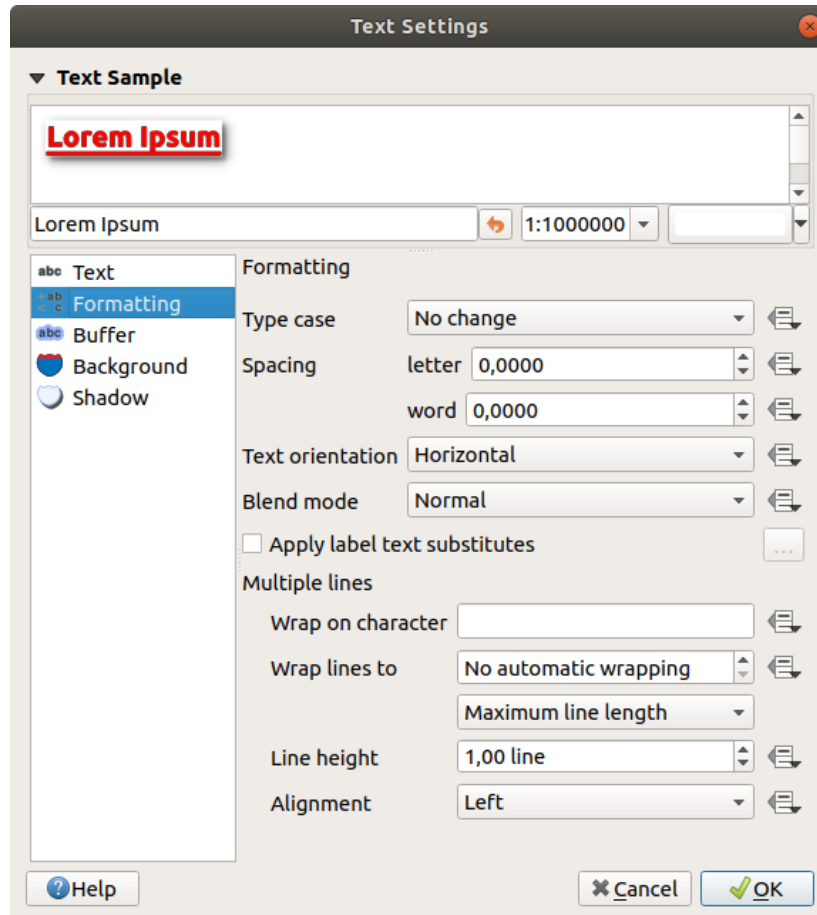 Text Settings
Text Sample
Lorem Ipsum
Lorem Ipsum
1:1000000
abc Text
Formatting
abc Buffer
Background
Shadow
Formatting
Type case No change
Spacing letter 0,0000
word 0,0000
Text orientation Horizontal
Blend mode Normal
Apply label text substitutes ...
Multiple lines
Wrap on character
Wrap lines to No automatic wrapping
Maximum line length
Line height 1,00 line
Alignment Left
Help Cancel OK